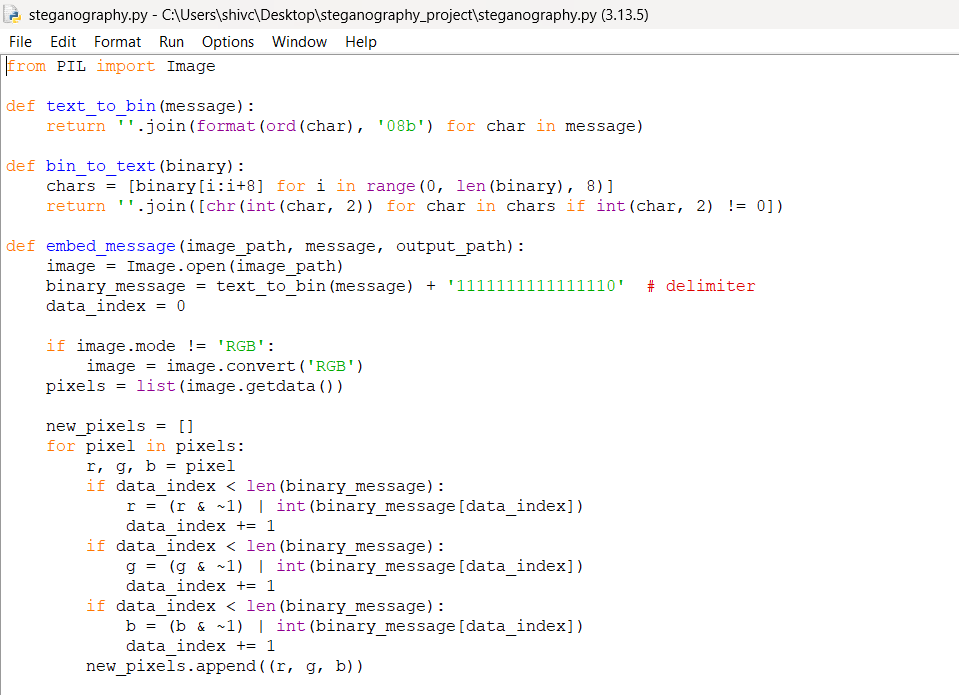 steganography.py - C:\Users\shivc\Desktop\steganography_project\steganography.py (3.13.5)
File Edit Format Run Options Window Help
from PIL import Image

def text_to_bin(message):
    return ''.join(format(ord(char), '08b') for char in message)

def bin_to_text(binary):
    chars = [binary[i:i+8] for i in range(0, len(binary), 8)]
    return ''.join([chr(int(char, 2)) for char in chars if int(char, 2) != 0])

def embed_message(image_path, message, output_path):
    image = Image.open(image_path)
    binary_message = text_to_bin(message) + '1111111111111110'  # delimiter
    data_index = 0

    if image.mode != 'RGB':
        image = image.convert('RGB')
    pixels = list(image.getdata())

    new_pixels = []
    for pixel in pixels:
        r, g, b = pixel
        if data_index < len(binary_message):
            r = (r & ~1) | int(binary_message[data_index])
            data_index += 1
        if data_index < len(binary_message):
            g = (g & ~1) | int(binary_message[data_index])
            data_index += 1
        if data_index < len(binary_message):
            b = (b & ~1) | int(binary_message[data_index])
            data_index += 1
        new_pixels.append((r, g, b))